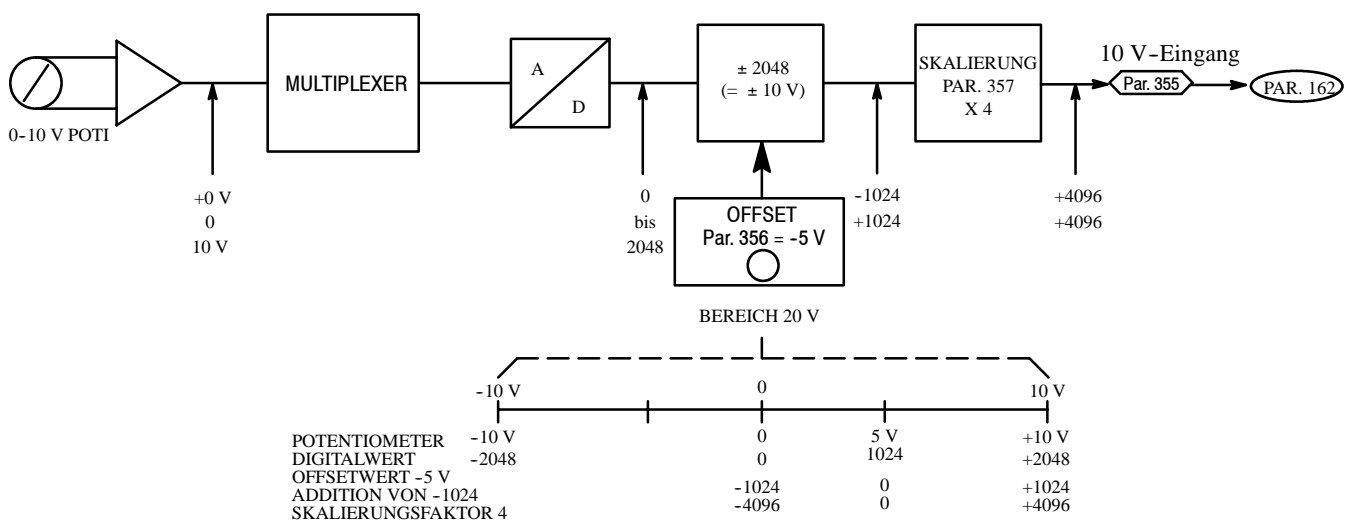 0-10 V POTI
+0 V
0
10 V
MULTIPLEXER
A
D
0
bis
2048
± 2048
(= ± 10 V)
OFFSET
Par. 356 = -5 V
-1024
+1024
SKALIERUNG
PAR. 357
X 4
+4096
+4096
10 V-Eingang
Par. 355
PAR. 162
BEREICH 20 V
-10 V 0 10 V
POTENTIOMETER -10 V 0 5 V +10 V
DIGITALWERT -2048 0 1024 +2048
OFFSETWERT -5 V
ADDITION VON -1024 -1024 0 +1024
SKALIERUNGSFAKTOR 4 -4096 0 +4096